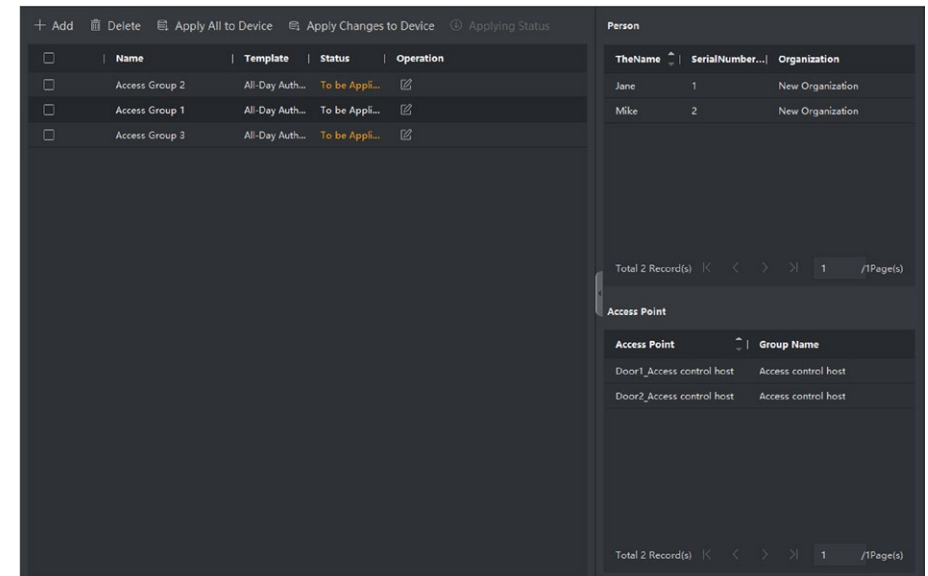 Add Delete Apply All to Device Apply Changes to Device Applying Status
Name Template Status Operation
Access Group 2 All-Day Auth... To be Appli...
Access Group 1 All-Day Auth... To be Appli...
Access Group 3 All-Day Auth... To be Appli...
Person
TheName SerialNumber... Organization
Jane 1 New Organization
Mike 2 New Organization
Total 2 Record(s) 1 /1Page(s)
Access Point
Access Point Group Name
Door1_Access control host Access control host
Door2_Access control host Access control host
Total 2 Record(s) 1 /1Page(s)